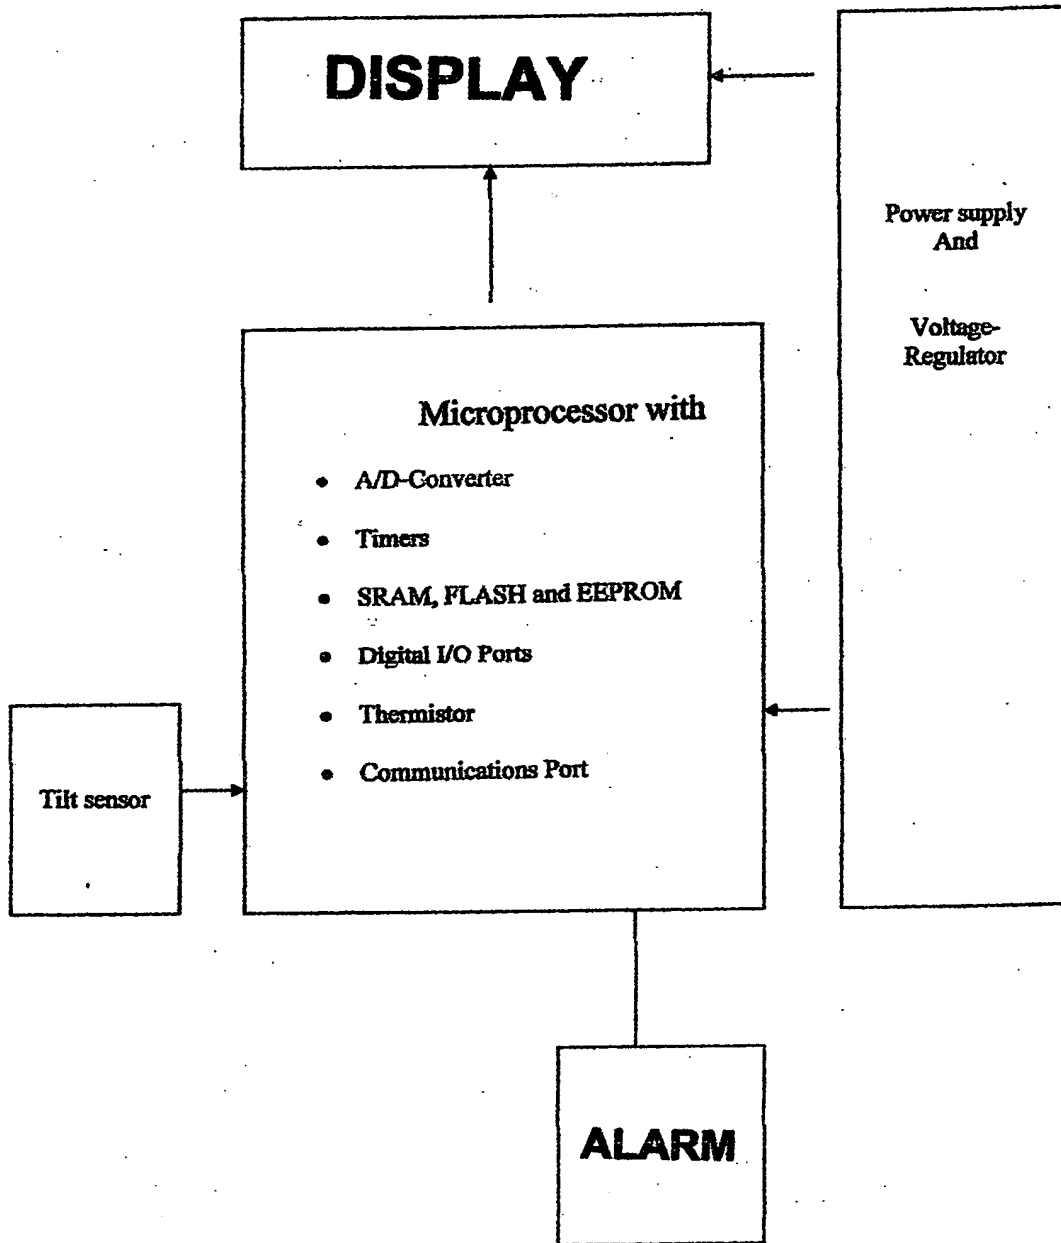 DISPLAY
Power supply
And
Voltage-
Regulator
Microprocessor with
• A/D-Converter
• Timers
• SRAM, FLASH and EEPROM
• Digital I/O Ports
• Thermistor
• Communications Port
Tilt sensor
ALARM